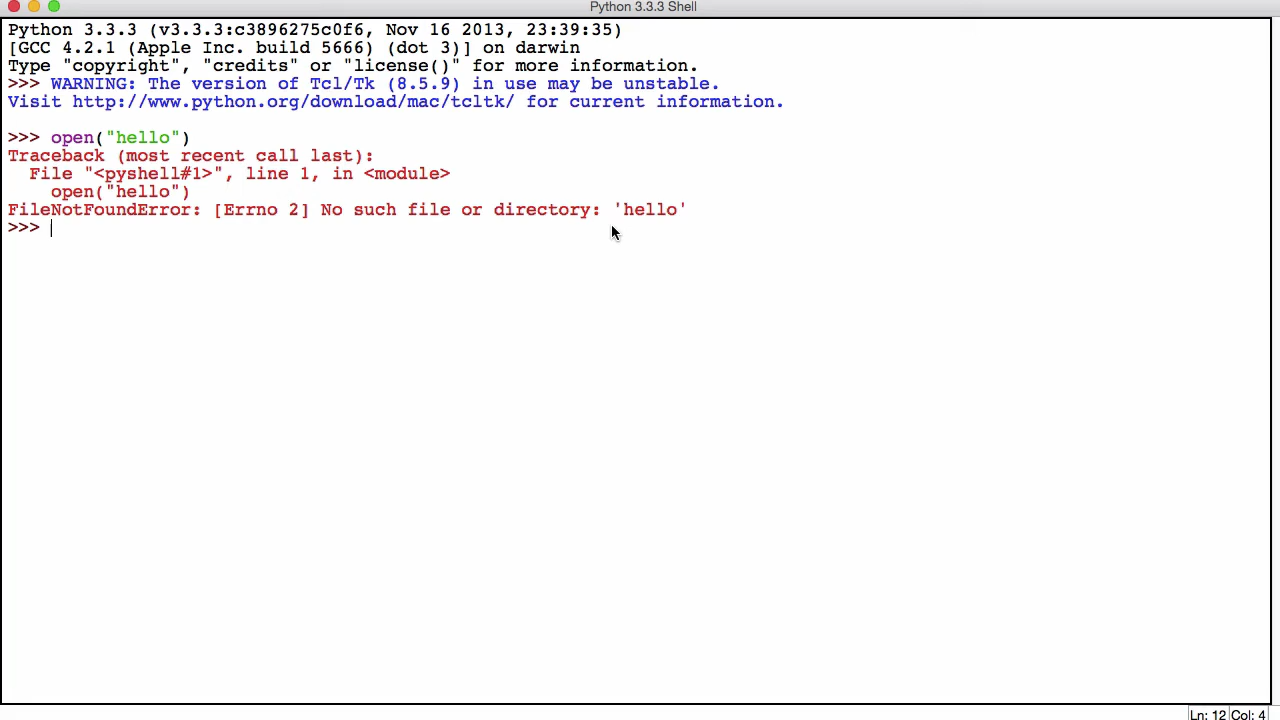 Python 3.3.3 Shell
Python 3.3.3 (v3.3.3:c3896275c0f6, Nov 16 2013, 23:39:35)
[GCC 4.2.1 (Apple Inc. build 5666) (dot 3)] on darwin
Type "copyright", "credits" or "license()" for more information.
>>> WARNING: The version of Tcl/Tk (8.5.9) in use may be unstable.
Visit http://www.python.org/download/mac/tcltk/ for current information.
>>> open("hello")
Traceback (most recent call last):
  File "<pyshell#1>", line 1, in <module>
    open("hello")
FileNotFoundError: [Errno 2] No such file or directory: 'hello'
>>>
Ln: 12 Col: 4